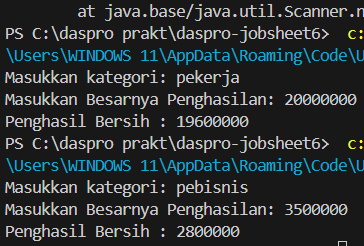 at java.base/java.util.Scanner.n
PS C:\daspro prakt\daspro-jobsheet6> c:
\Users\WINDOWS 11\AppData\Roaming\Code\U
Masukkan kategori: pekerja
Masukkan Besarnya Penghasilan: 20000000
Penghasil Bersih : 19600000
PS C:\daspro prakt\daspro-jobsheet6> c:
\Users\WINDOWS 11\AppData\Roaming\Code\U
Masukkan kategori: pebisnis
Masukkan Besarnya Penghasilan: 3500000
Penghasil Bersih : 2800000